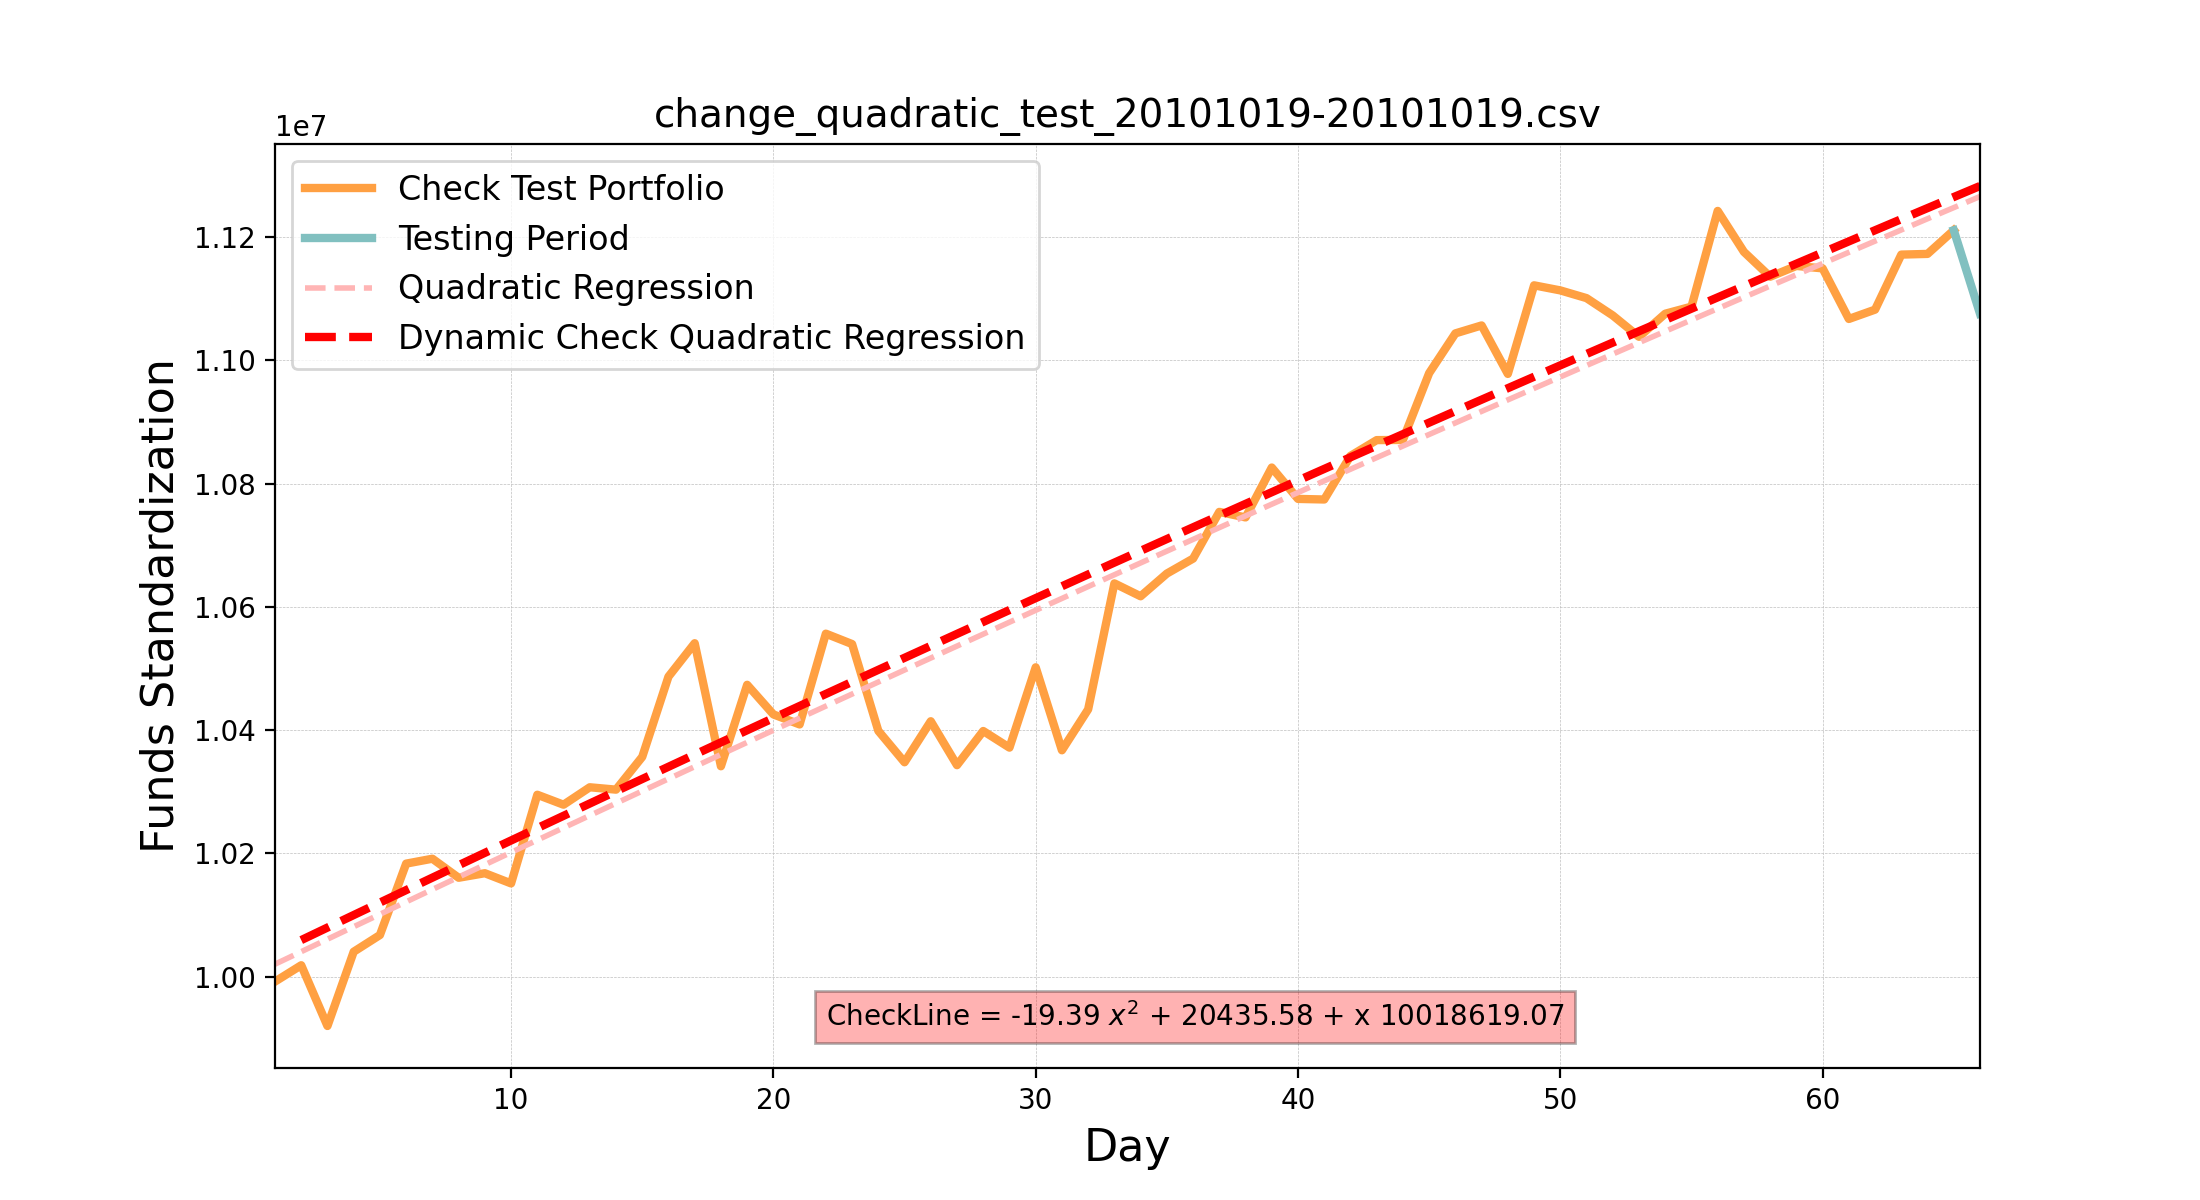 change_quadratic_test_20101019-20101019.csv
1e7
Check Test Portfolio
Testing Period
Quadratic Regression
Dynamic Check Quadratic Regression
Funds Standardization
1.12
1.10
1.08
1.06
1.04
1.02
1.00
CheckLine = -19.39 x² + 20435.58 + x 10018619.07
10 20 30 40 50 60
Day